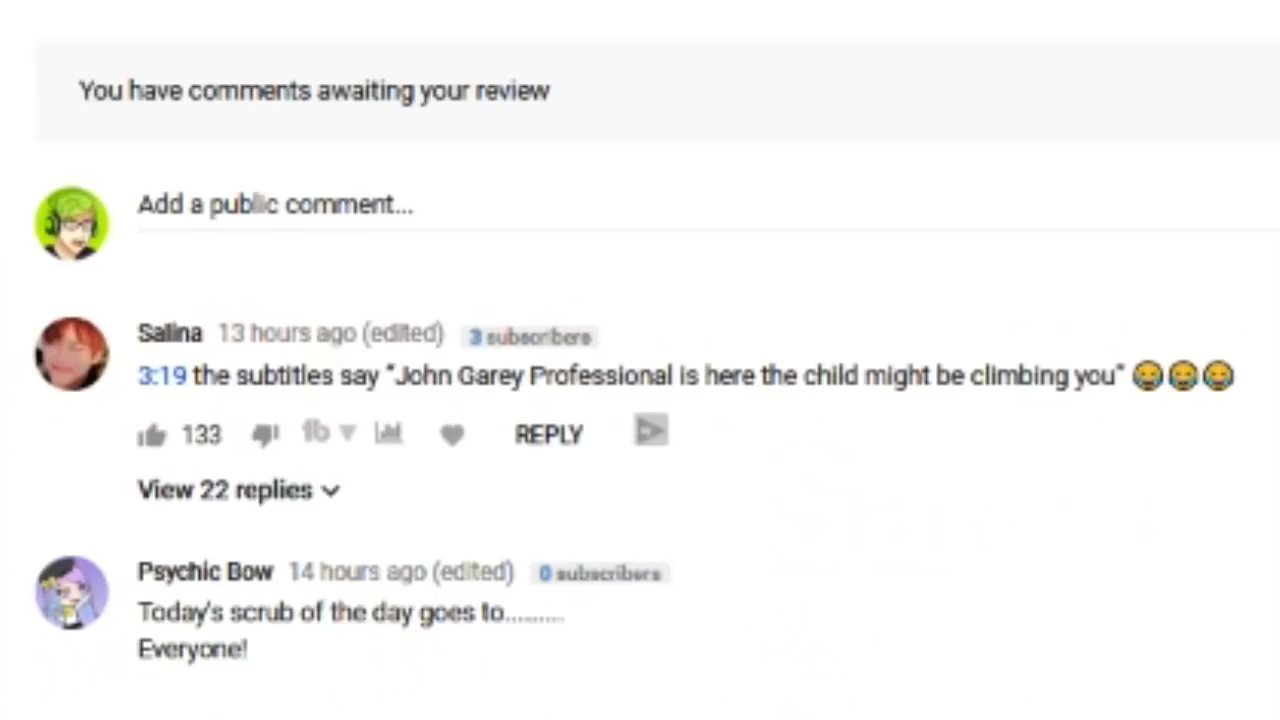 You have comments awaiting your review
Add a public comment...
Salina 13 hours ago (edited) 3 subscribers
3:19 the subtitles say "John Garey Professional is here the child might be climbing you" 😂😂😂
133 REPLY
View 22 replies
Psychic Bow 14 hours ago (edited) 0 subscribers
Today's scrub of the day goes to..........
Everyone!